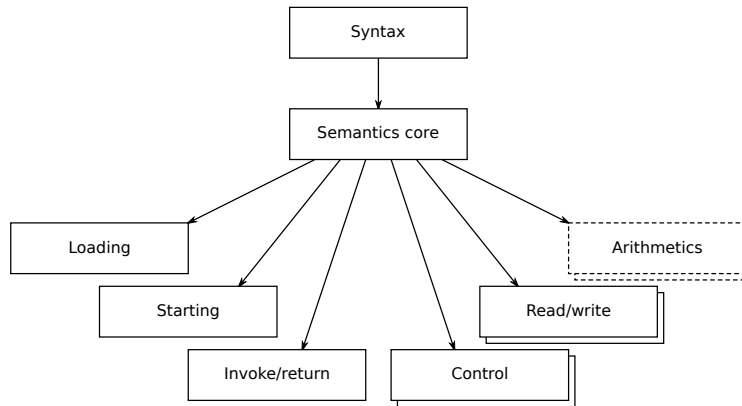 Syntax
Semantics core
Loading
Arithmetics
Starting
Read/write
Invoke/return
Control